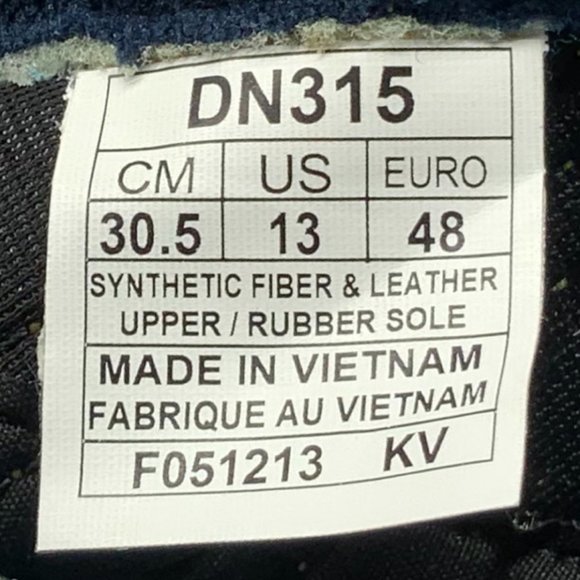 DN315
CM US EURO
30.5 13 48
SYNTHETIC FIBER & LEATHER
UPPER / RUBBER SOLE
MADE IN VIETNAM
FABRIQUE AU VIETNAM
F051213 KV